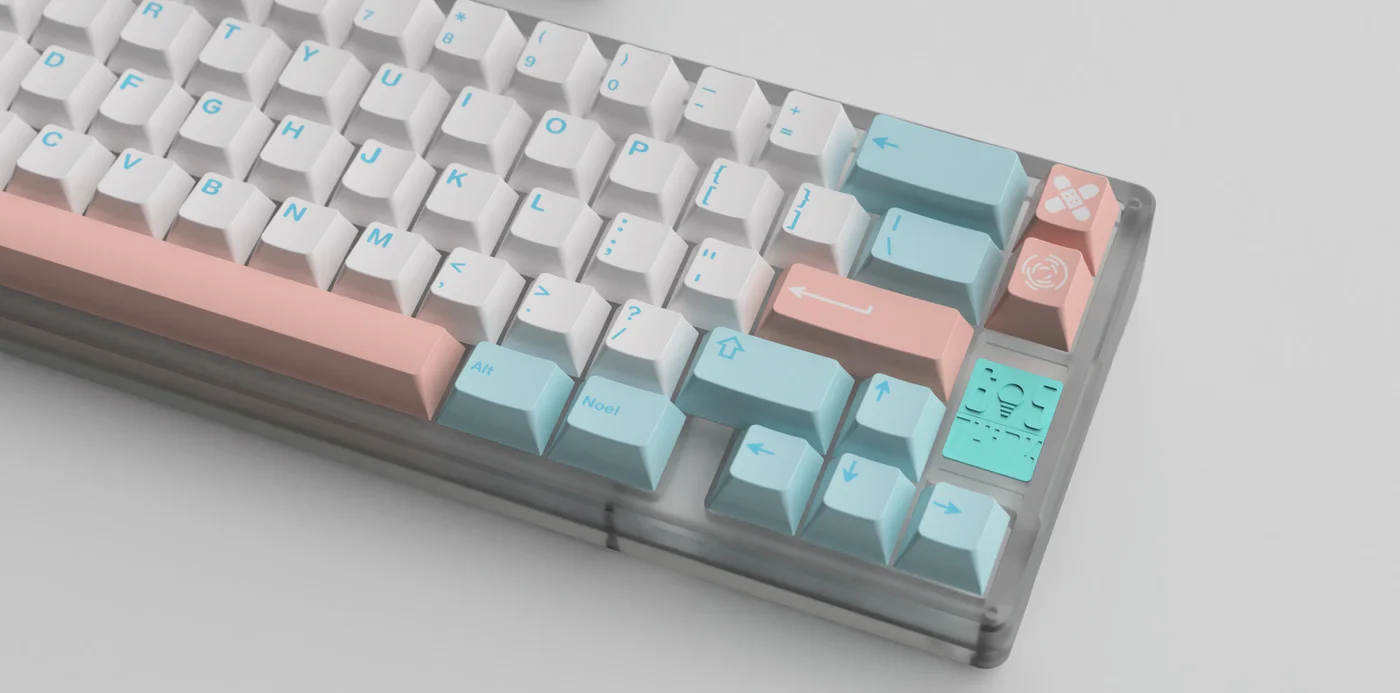 7 * 8 ( 9 ) 0 _ - + = ←
R T Y U I O P { [ } ] | \
D F G H J K L : ; " '
C V B N M < , > . ? / ⇧ ↑
Alt Noel ← ↓ →